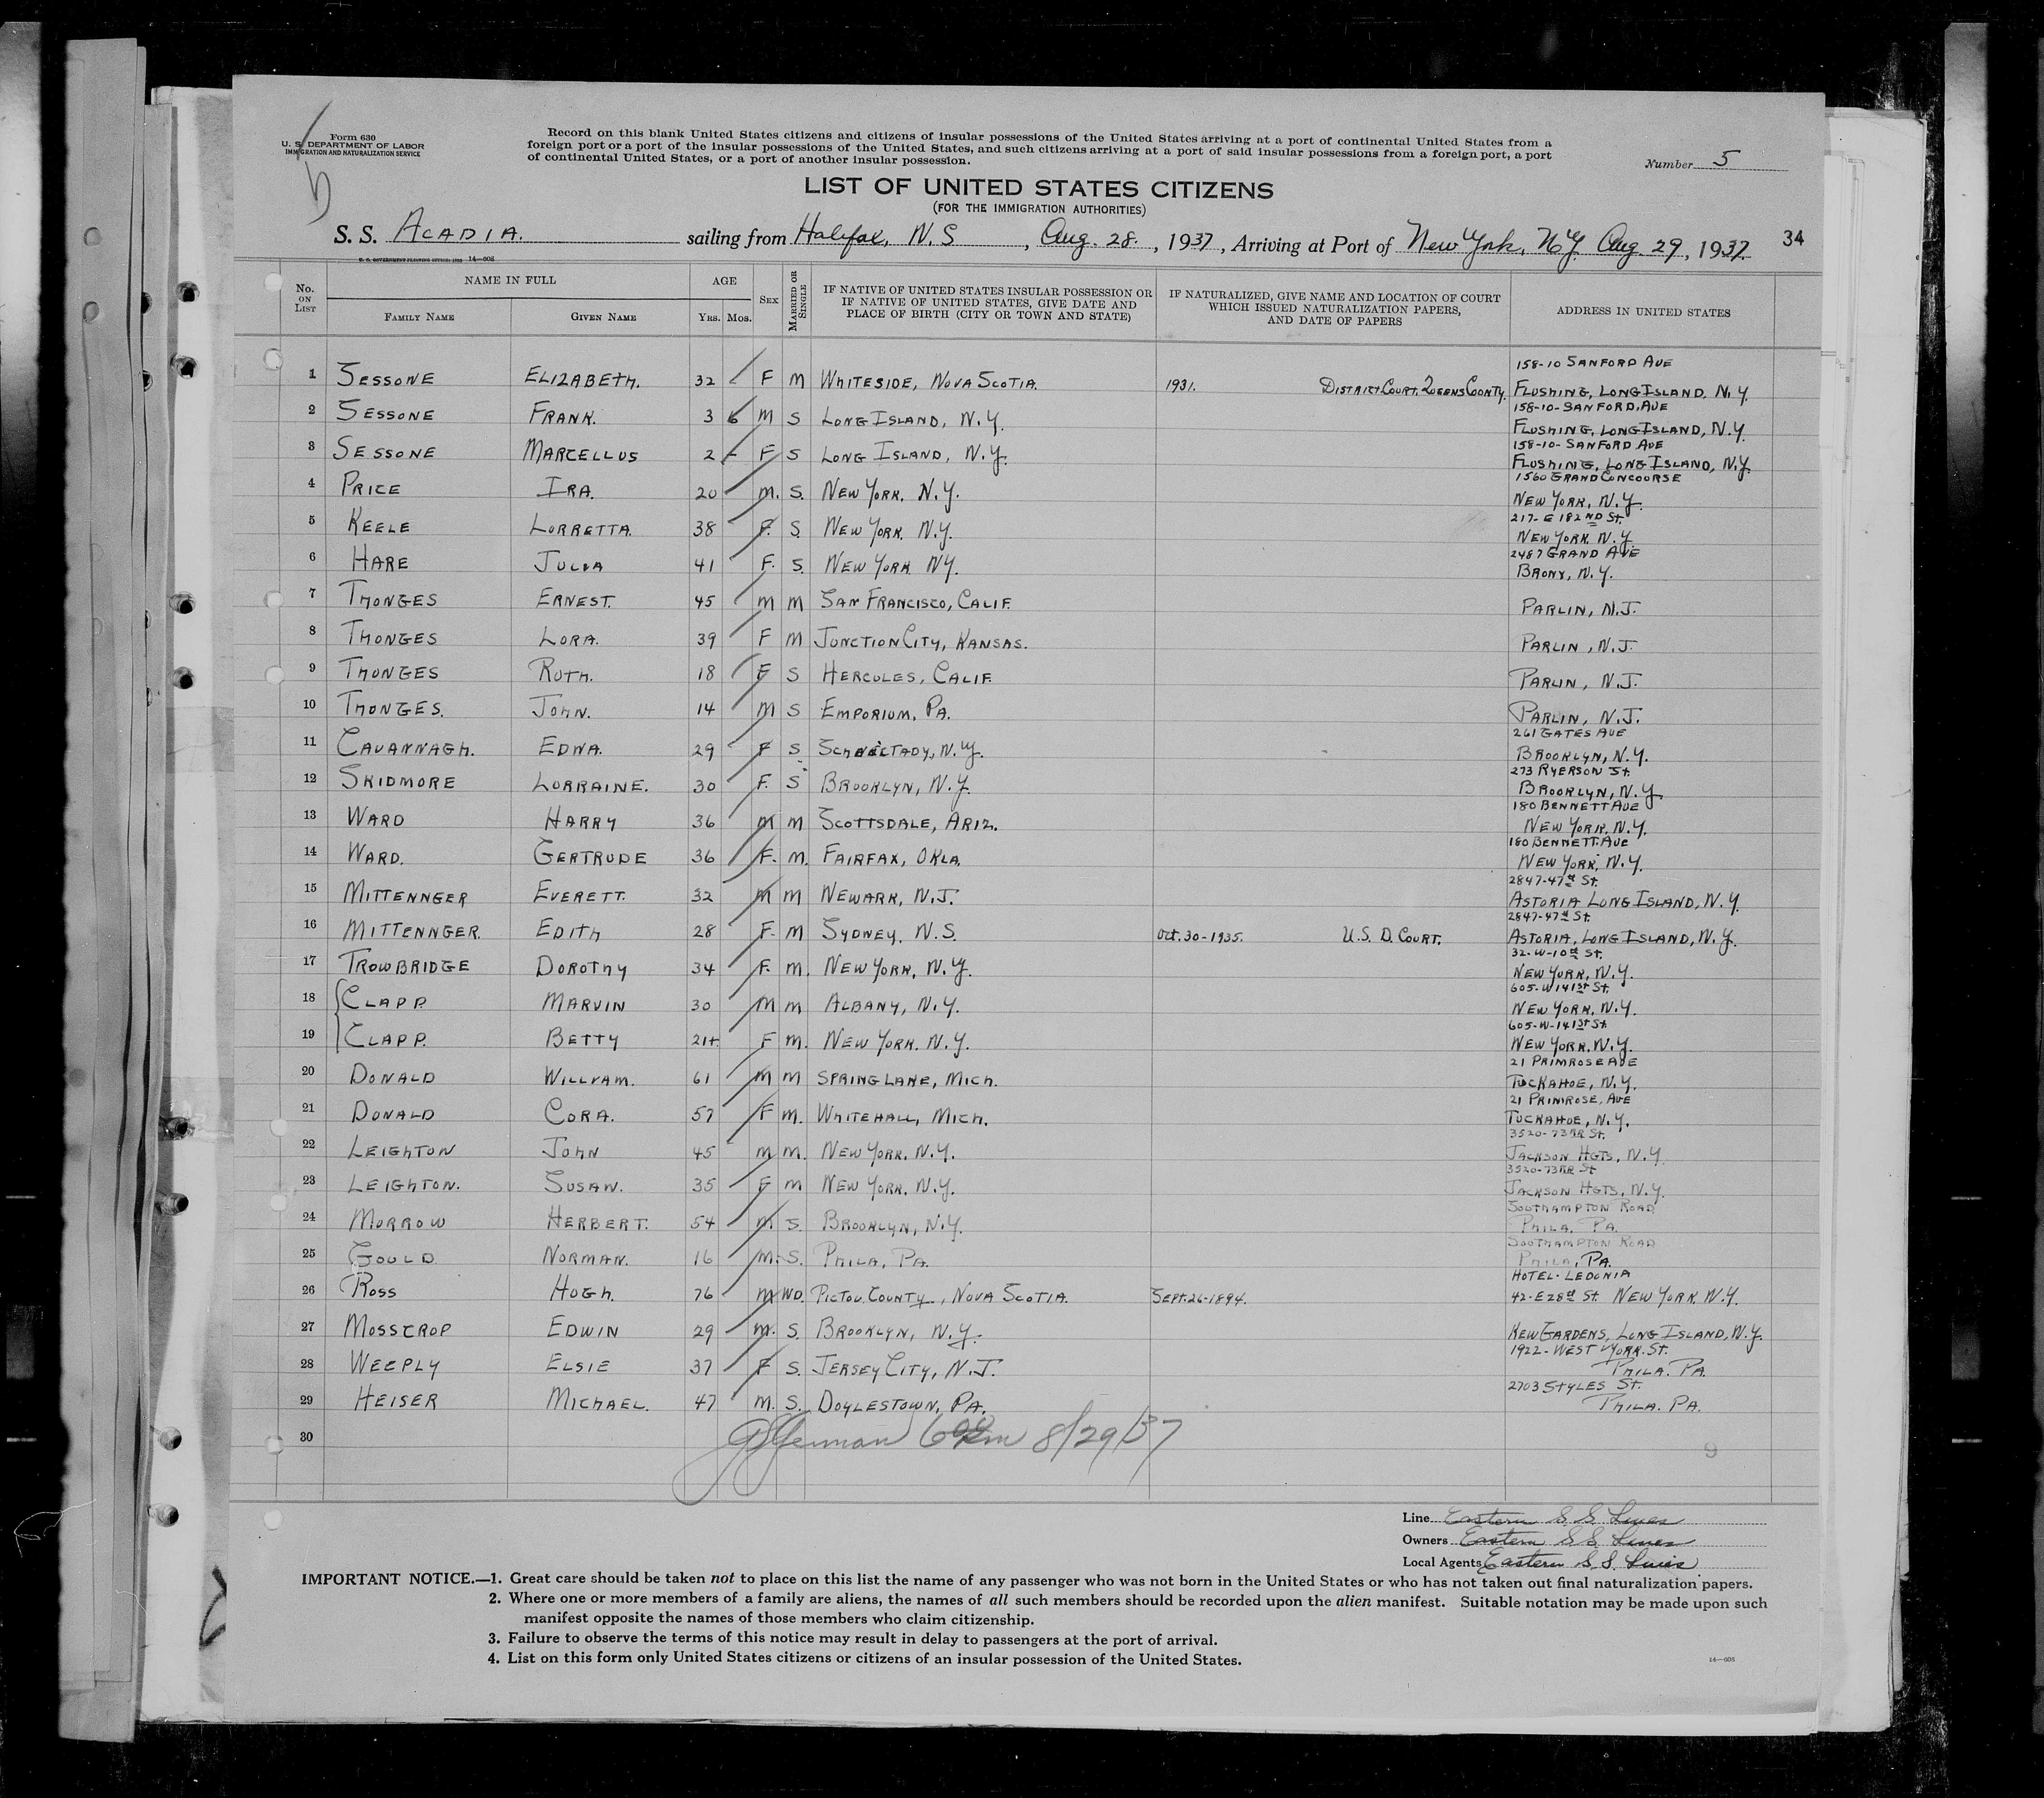 Form 630
U. S. DEPARTMENT OF LABOR
IMMIGRATION AND NATURALIZATION SERVICE
Record on this blank United States citizens and citizens of insular possessions of the United States arriving at a port of continental United States from a
foreign port or a port of the insular possessions of the United States, and such citizens arriving at a port of said insular possessions from a foreign port, a port
of continental United States, or a port of another insular possession.
Number 5
LIST OF UNITED STATES CITIZENS
(FOR THE IMMIGRATION AUTHORITIES)
S. S. ACADIA. sailing from Halifax, N.S, Aug. 28., 1937, Arriving at Port of New York, N.Y. Aug 29, 1937. 34
U. S. GOVERNMENT PRINTING OFFICE: 1935 14—608
No. ON LIST NAME IN FULL AGE SEX MARRIED OR SINGLE IF NATIVE OF UNITED STATES INSULAR POSSESSION OR IF NATIVE OF UNITED STATES, GIVE DATE AND PLACE OF BIRTH (CITY OR TOWN AND STATE) IF NATURALIZED, GIVE NAME AND LOCATION OF COURT WHICH ISSUED NATURALIZATION PAPERS, AND DATE OF PAPERS ADDRESS IN UNITED STATES
FAMILY NAME GIVEN NAME YRS. MOS.
158-10 SANFORD AVE
1 SESSONE ELIZABETH. 32 F M WHITESIDE, NOVA SCOTIA. 1931. DISTRICT COURT, QUEENS COUNTY. FLUSHING, LONG ISLAND, N.Y.
158-10-SANFORD, AVE
2 SESSONE FRANK. 3 6 M S LONG ISLAND, N.Y. FLUSHING, LONG ISLAND, N.Y.
158-10-SANFORD AVE
3 SESSONE MARCELLUS 2 F S LONG ISLAND, N.Y. FLUSHING, LONG ISLAND, N.Y.
1560 GRAND CONCOURSE
4 PRICE IRA. 20 M. S. NEW YORK. N.Y. NEW YORK, N.Y.
217-E 182ND St.
5 KEELE LORRETTA. 38 F. S. NEW YORK. N.Y. NEW YORK. N.Y.
2487 GRAND AVE
6 HARE JULIA 41 F. S. NEW YORK NY. BRONX, N.Y.
7 THONGES ERNEST. 45 M M SAN FRANCISCO, CALIF. PARLIN, N.J.
8 THONGES LORA. 39 F M JUNCTION CITY, KANSAS. PARLIN, N.J.
9 THONGES RUTH. 18 F S HERCULES, CALIF. PARLIN, N.J.
10 THONGES. JOHN. 14 M S EMPORIUM, PA. PARLIN, N.J.
261 GATES AVE
11 CAVANNAGH. EDNA. 29 F S SCHNECTADY, N.Y. BROOKLYN, N.Y.
273 RYERSON St.
12 SKIDMORE LORRAINE. 30 F. S BROOKLYN, N.Y. BROOKLYN, N.Y
180 BENNETT AVE
13 WARD HARRY 36 M M SCOTTSDALE, ARIZ. NEW YORK, N.Y.
180 BENNETT. AVE
14 WARD. GERTRUDE 36 F. M. FAIRFAX, OKLA. NEW YORK, N.Y.
2847-47th St.
15 MITTENNGER EVERETT. 32 M M NEWARK, N.J. ASTORIA LONG ISLAND, N.Y.
2847-47th St.
16 MITTENNGER. EDITH 28 F. M SYDNEY. N.S. Oct. 30-1935. U.S. D. COURT. ASTORIA, LONG ISLAND, N.Y.
32-W-10th St.
17 TROWBRIDGE DOROTHY 34 F. M. NEW YORK, N.Y. NEW YORK, N.Y.
605-W 141ST St.
18 CLAPP. MARVIN 30 M M ALBANY, N.Y. NEW YORK, N.Y.
605-W-141ST St.
19 CLAPP. BETTY 21+ F M. NEW YORK. N.Y. NEW YORK. N.Y.
21 PRIMROSE AVE
20 DONALD WILLIAM. 61 M M SPRING LANE, MICH. TUCKAHOE, N.Y.
21 PRIMROSE, AVE
21 DONALD CORA. 57 F M. WHITEHALL, MICH. TUCKAHOE, N.Y.
3520-73RR St.
22 LEIGHTON JOHN 45 M M. NEW YORK. N.Y. JACKSON HGTS, N.Y.
3520-73RR St
23 LEIGHTON. SUSAN. 35 F M NEW YORK. N.Y. JACKSON HGTS, N.Y.
SOUTHAMPTON ROAD
24 MORROW HERBERT. 54 M. S. BROOKLYN, N.Y. PHILA. PA.
SOUTHAMPTON ROAD
25 GOULD NORMAN. 16 M. S. PHILA, PA. PHILA, PA.
HOTEL-LEDONIA
26 ROSS HUGH. 76 M WD. PICTOU COUNTY, NOVA SCOTIA. SEPT. 26-1894. 42-E 28th St. NEW YORK. N.Y.
27 MOSSCROP EDWIN 29 M. S. BROOKLYN, N.Y. KEW GARDENS, LONG ISLAND, N.Y.
1922-WEST YORK. St.
28 WEEPLY ELSIE 37 F S. JERSEY CITY, N.J. PHILA. PA.
2703 STYLES St.
29 HEISER MICHAEL. 47 M. S. DOYLESTOWN, PA. PHILA. PA.
30 8/29/37
9
Line Eastern S. S. Lines
Owners Eastern S.S. Lines
Local Agents Eastern S. S. Lines
IMPORTANT NOTICE.—1. Great care should be taken not to place on this list the name of any passenger who was not born in the United States or who has not taken out final naturalization papers.
2. Where one or more members of a family are aliens, the names of all such members should be recorded upon the alien manifest. Suitable notation may be made upon such
manifest opposite the names of those members who claim citizenship.
3. Failure to observe the terms of this notice may result in delay to passengers at the port of arrival.
4. List on this form only United States citizens or citizens of an insular possession of the United States.
14—608